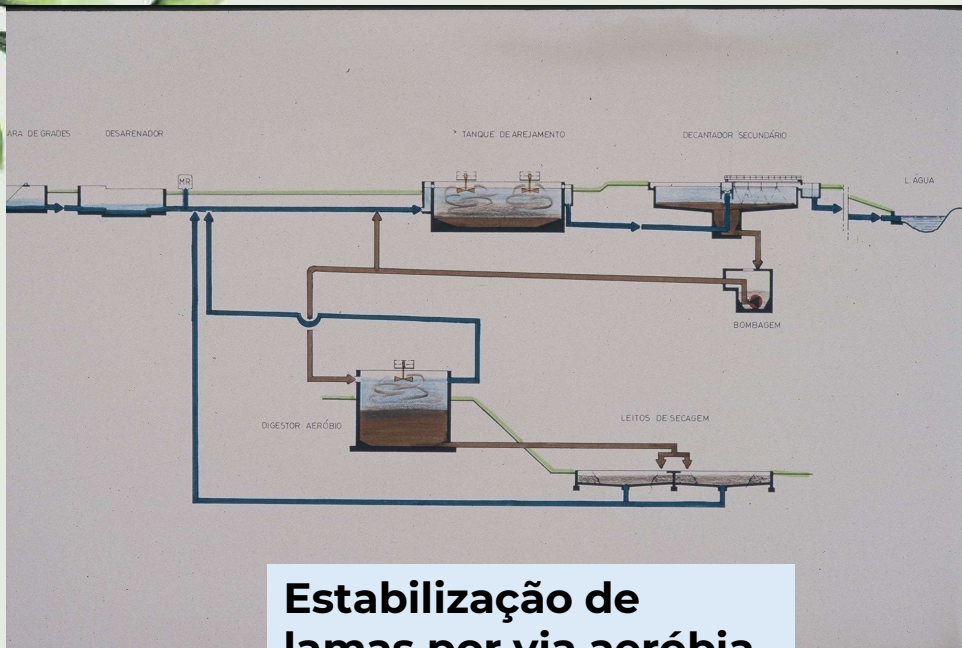 ARA DE GRADES
DESARENADOR
* TANQUE DE AREJAMENTO
DECANTADOR SECUNDÁRIO
MR
L. ÁGUA
BOMBAGEM
DIGESTOR AERÓBIO
LEITOS DE SECAGEM
Estabilização de
lamas por via aeróbia